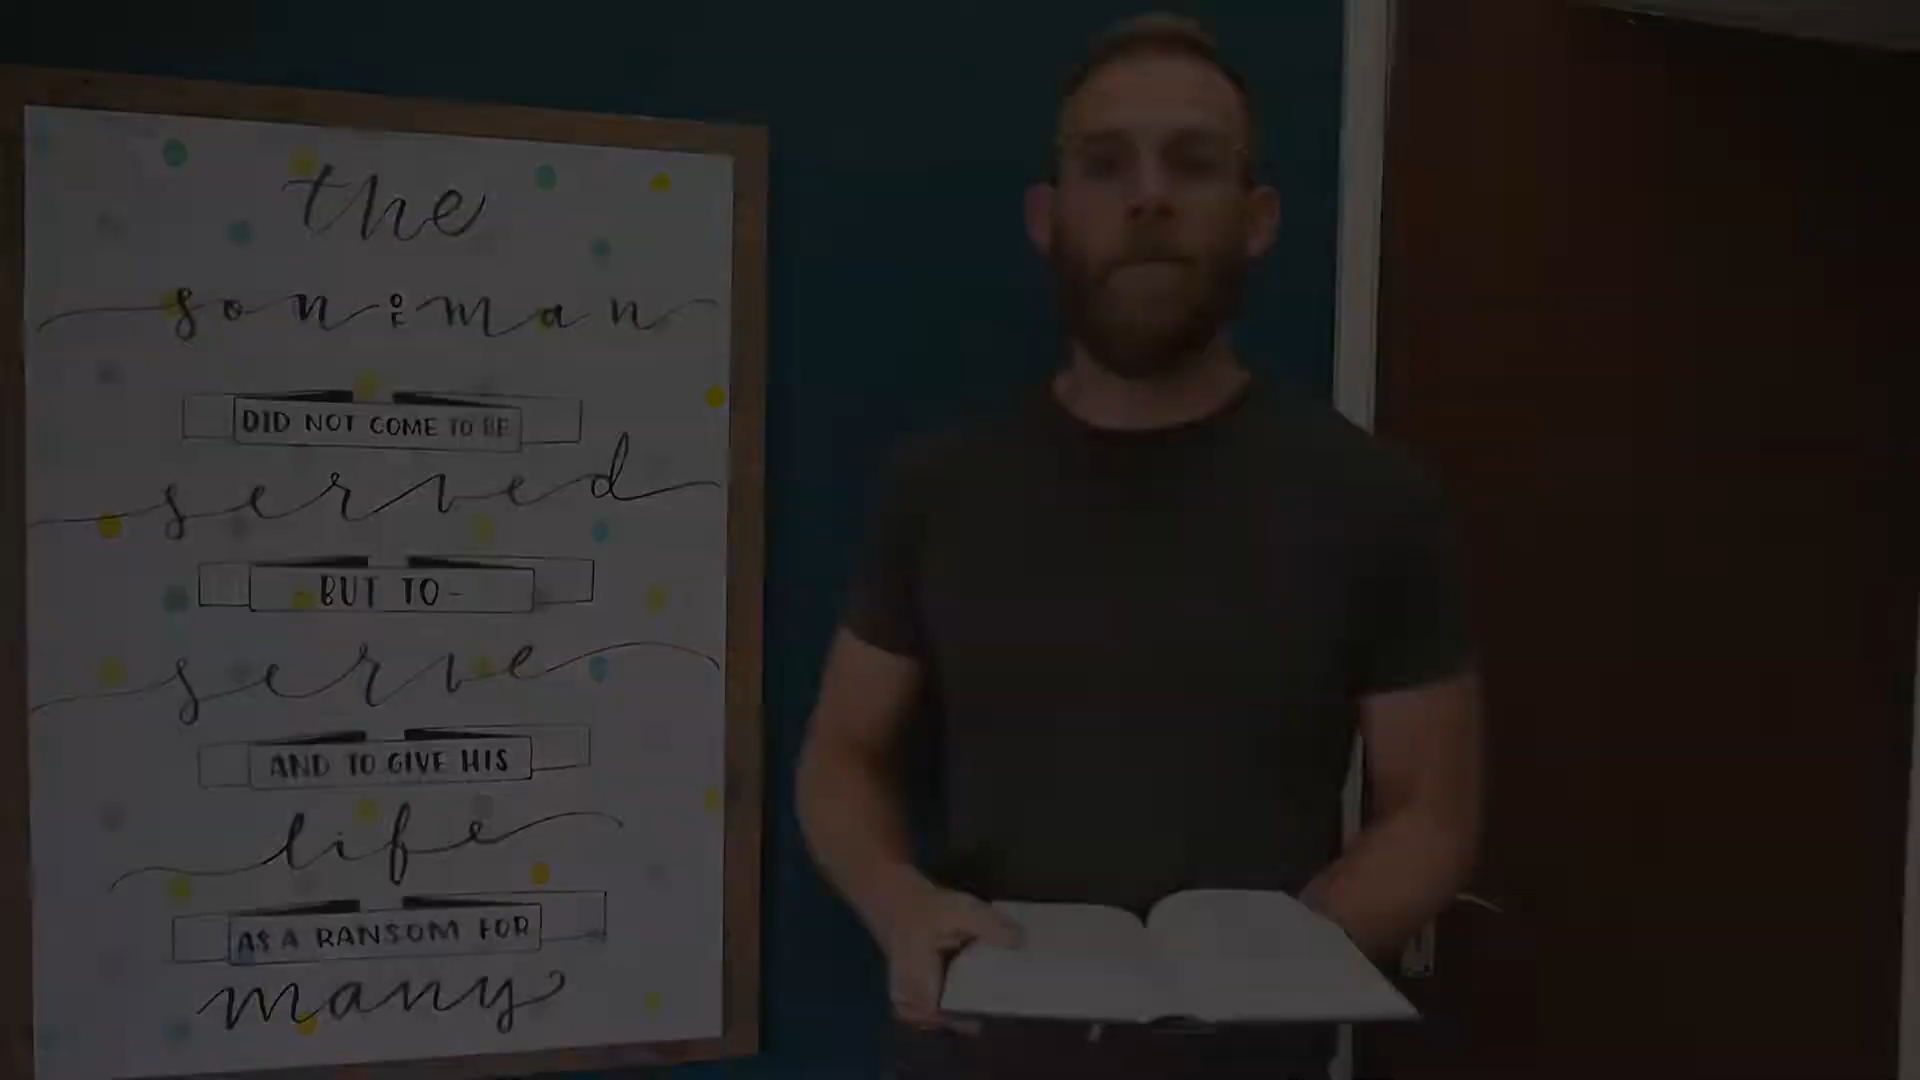 the
son of man
DID NOT COME TO BE
served
BUT TO-
serve
AND TO GIVE HIS
life
AS A RANSOM FOR
many